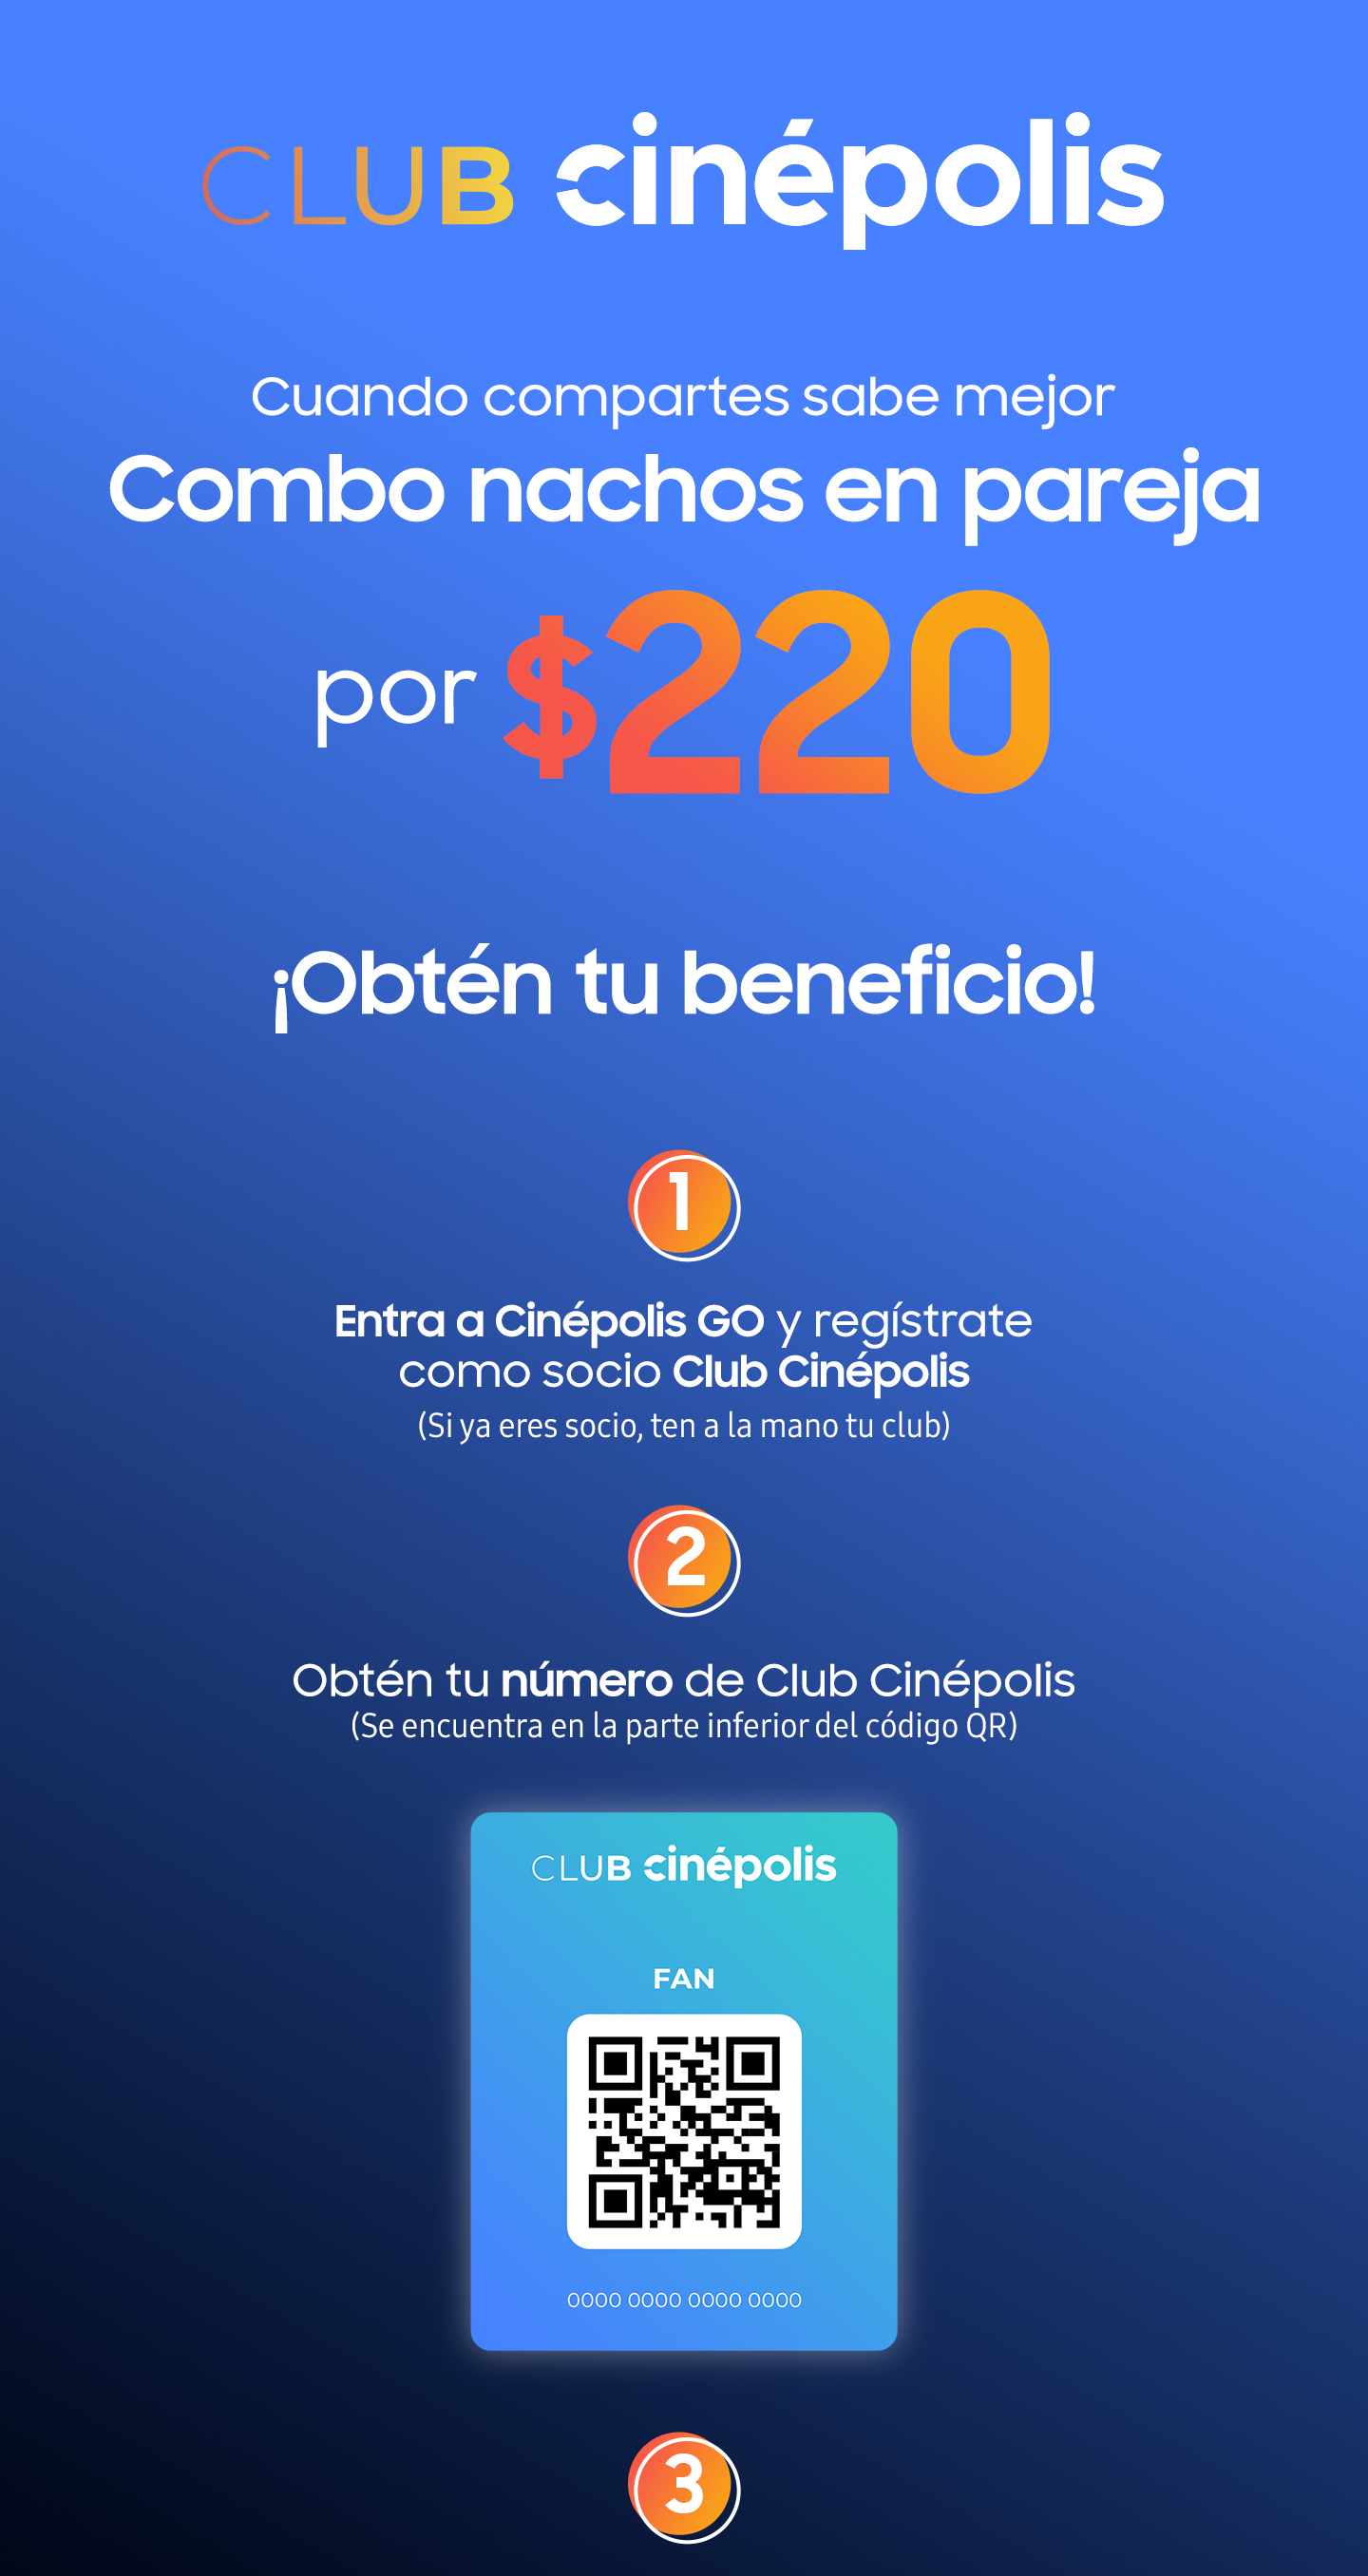 CLUB cinépolis
Cuando compartes sabe mejor
Combo nachos en pareja
por $220
¡Obtén tu beneficio!
1
Entra a Cinépolis GO y regístrate
como socio Club Cinépolis
(Si ya eres socio, ten a la mano tu club)
2
Obtén tu número de Club Cinépolis
(Se encuentra en la parte inferior del código QR)
CLUB cinépolis
FAN
0000 0000 0000 0000
3